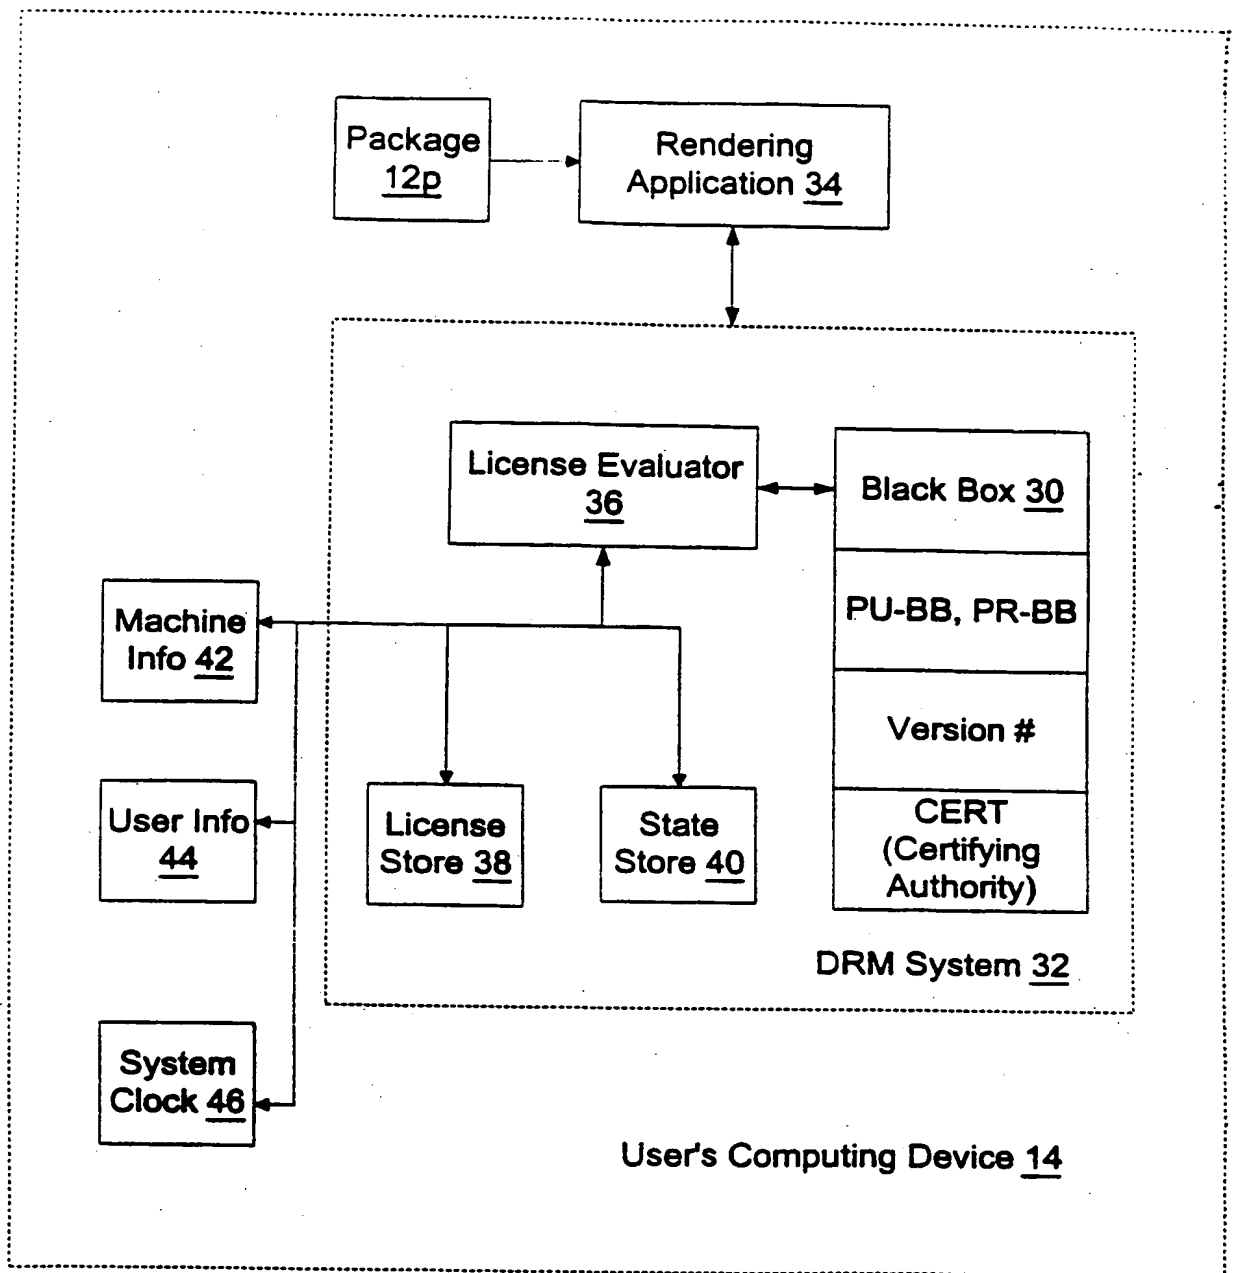 Package
12p
Rendering
Application 34
License Evaluator
36
Black Box 30
PU-BB, PR-BB
Version #
CERT
(Certifying
Authority)
Machine
Info 42
User Info
44
License
Store 38
State
Store 40
DRM System 32
System
Clock 46
User's Computing Device 14